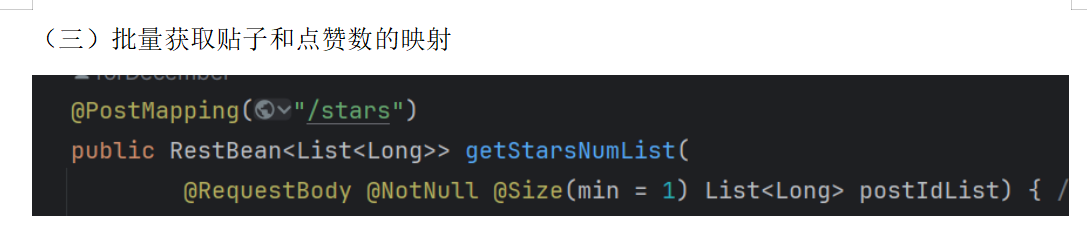 （三）批量获取贴子和点赞数的映射
@PostMapping("/stars")
public RestBean<List<Long>> getStarsNumList(
@RequestBody @NotNull @Size(min = 1) List<Long> postIdList) { /